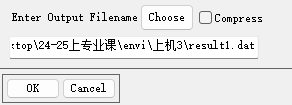 Enter Output Filename Choose Compress
top\24-25上专业课\envi\上机3\result1.dat
OK Cancel